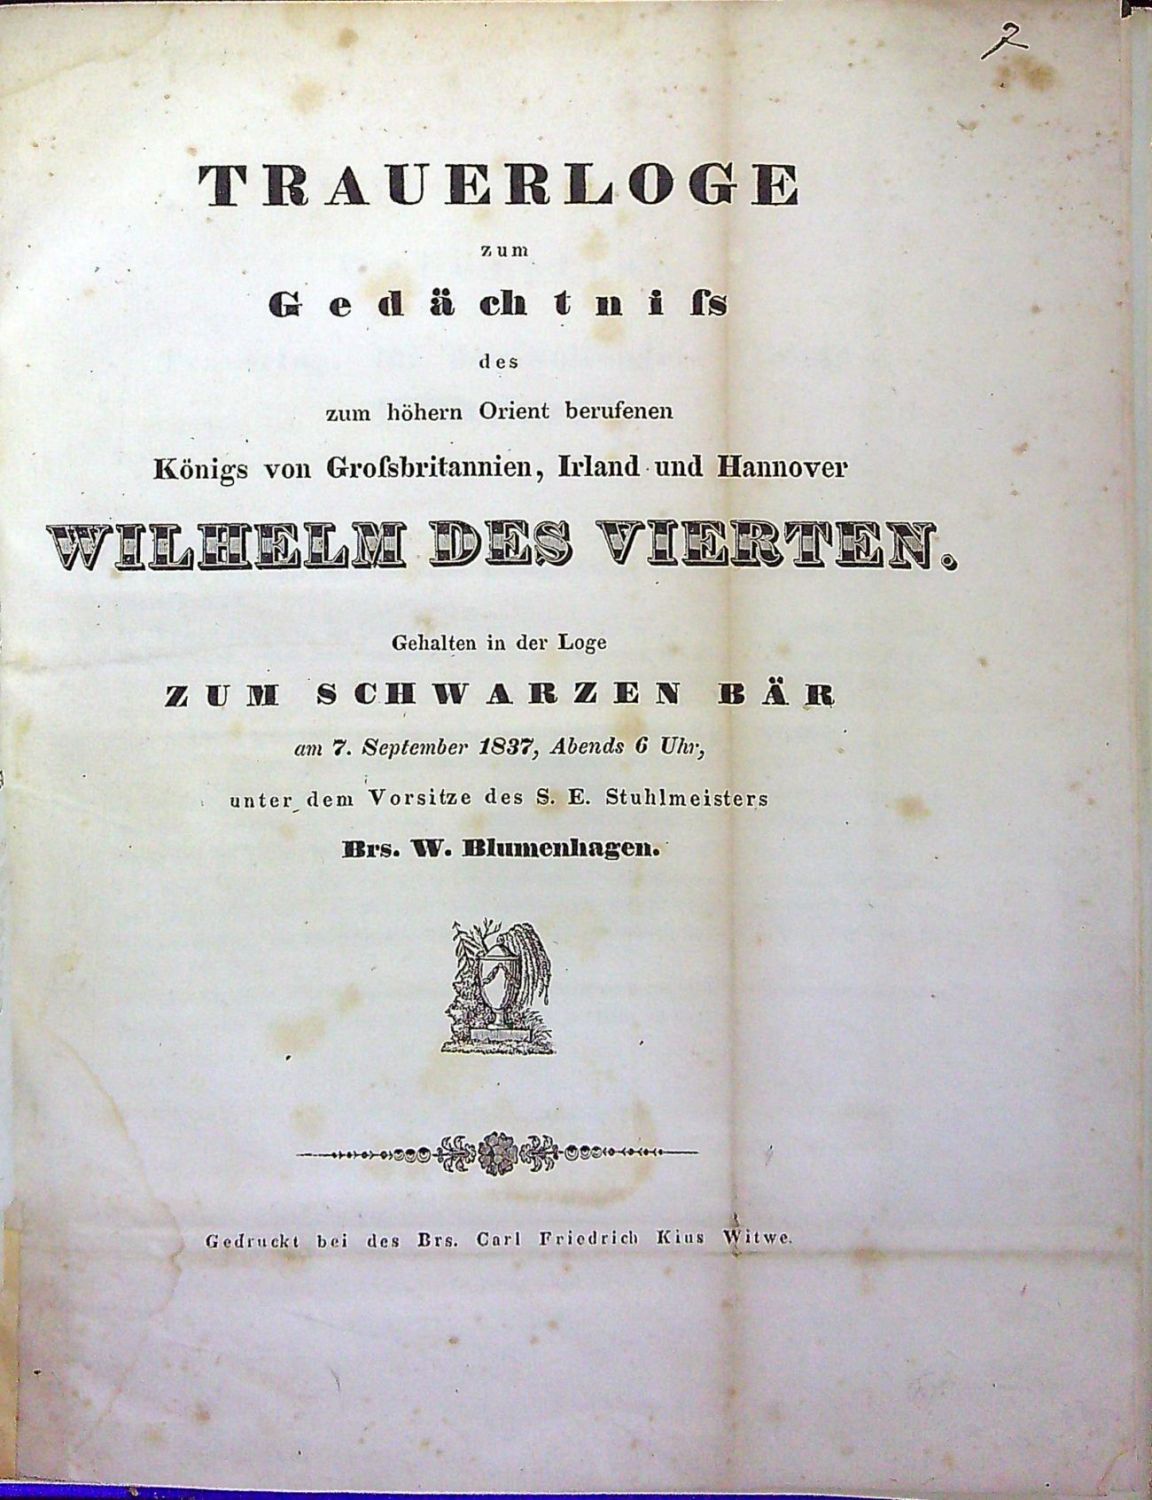 TRAUERLOGE
zum
Gedächtniſs
des
zum höhern Orient berufenen
Königs von Groſsbritannien, Irland und Hannover
WILHELM DES VIERTEN.
Gehalten in der Loge
ZUM SCHWARZEN BÄR
am 7. September 1837, Abends 6 Uhr,
unter dem Vorsitze des S. E. Stuhlmeisters
Brs. W. Blumenhagen.
Gedruckt bei des Brs. Carl Friedrich Kius Witwe.